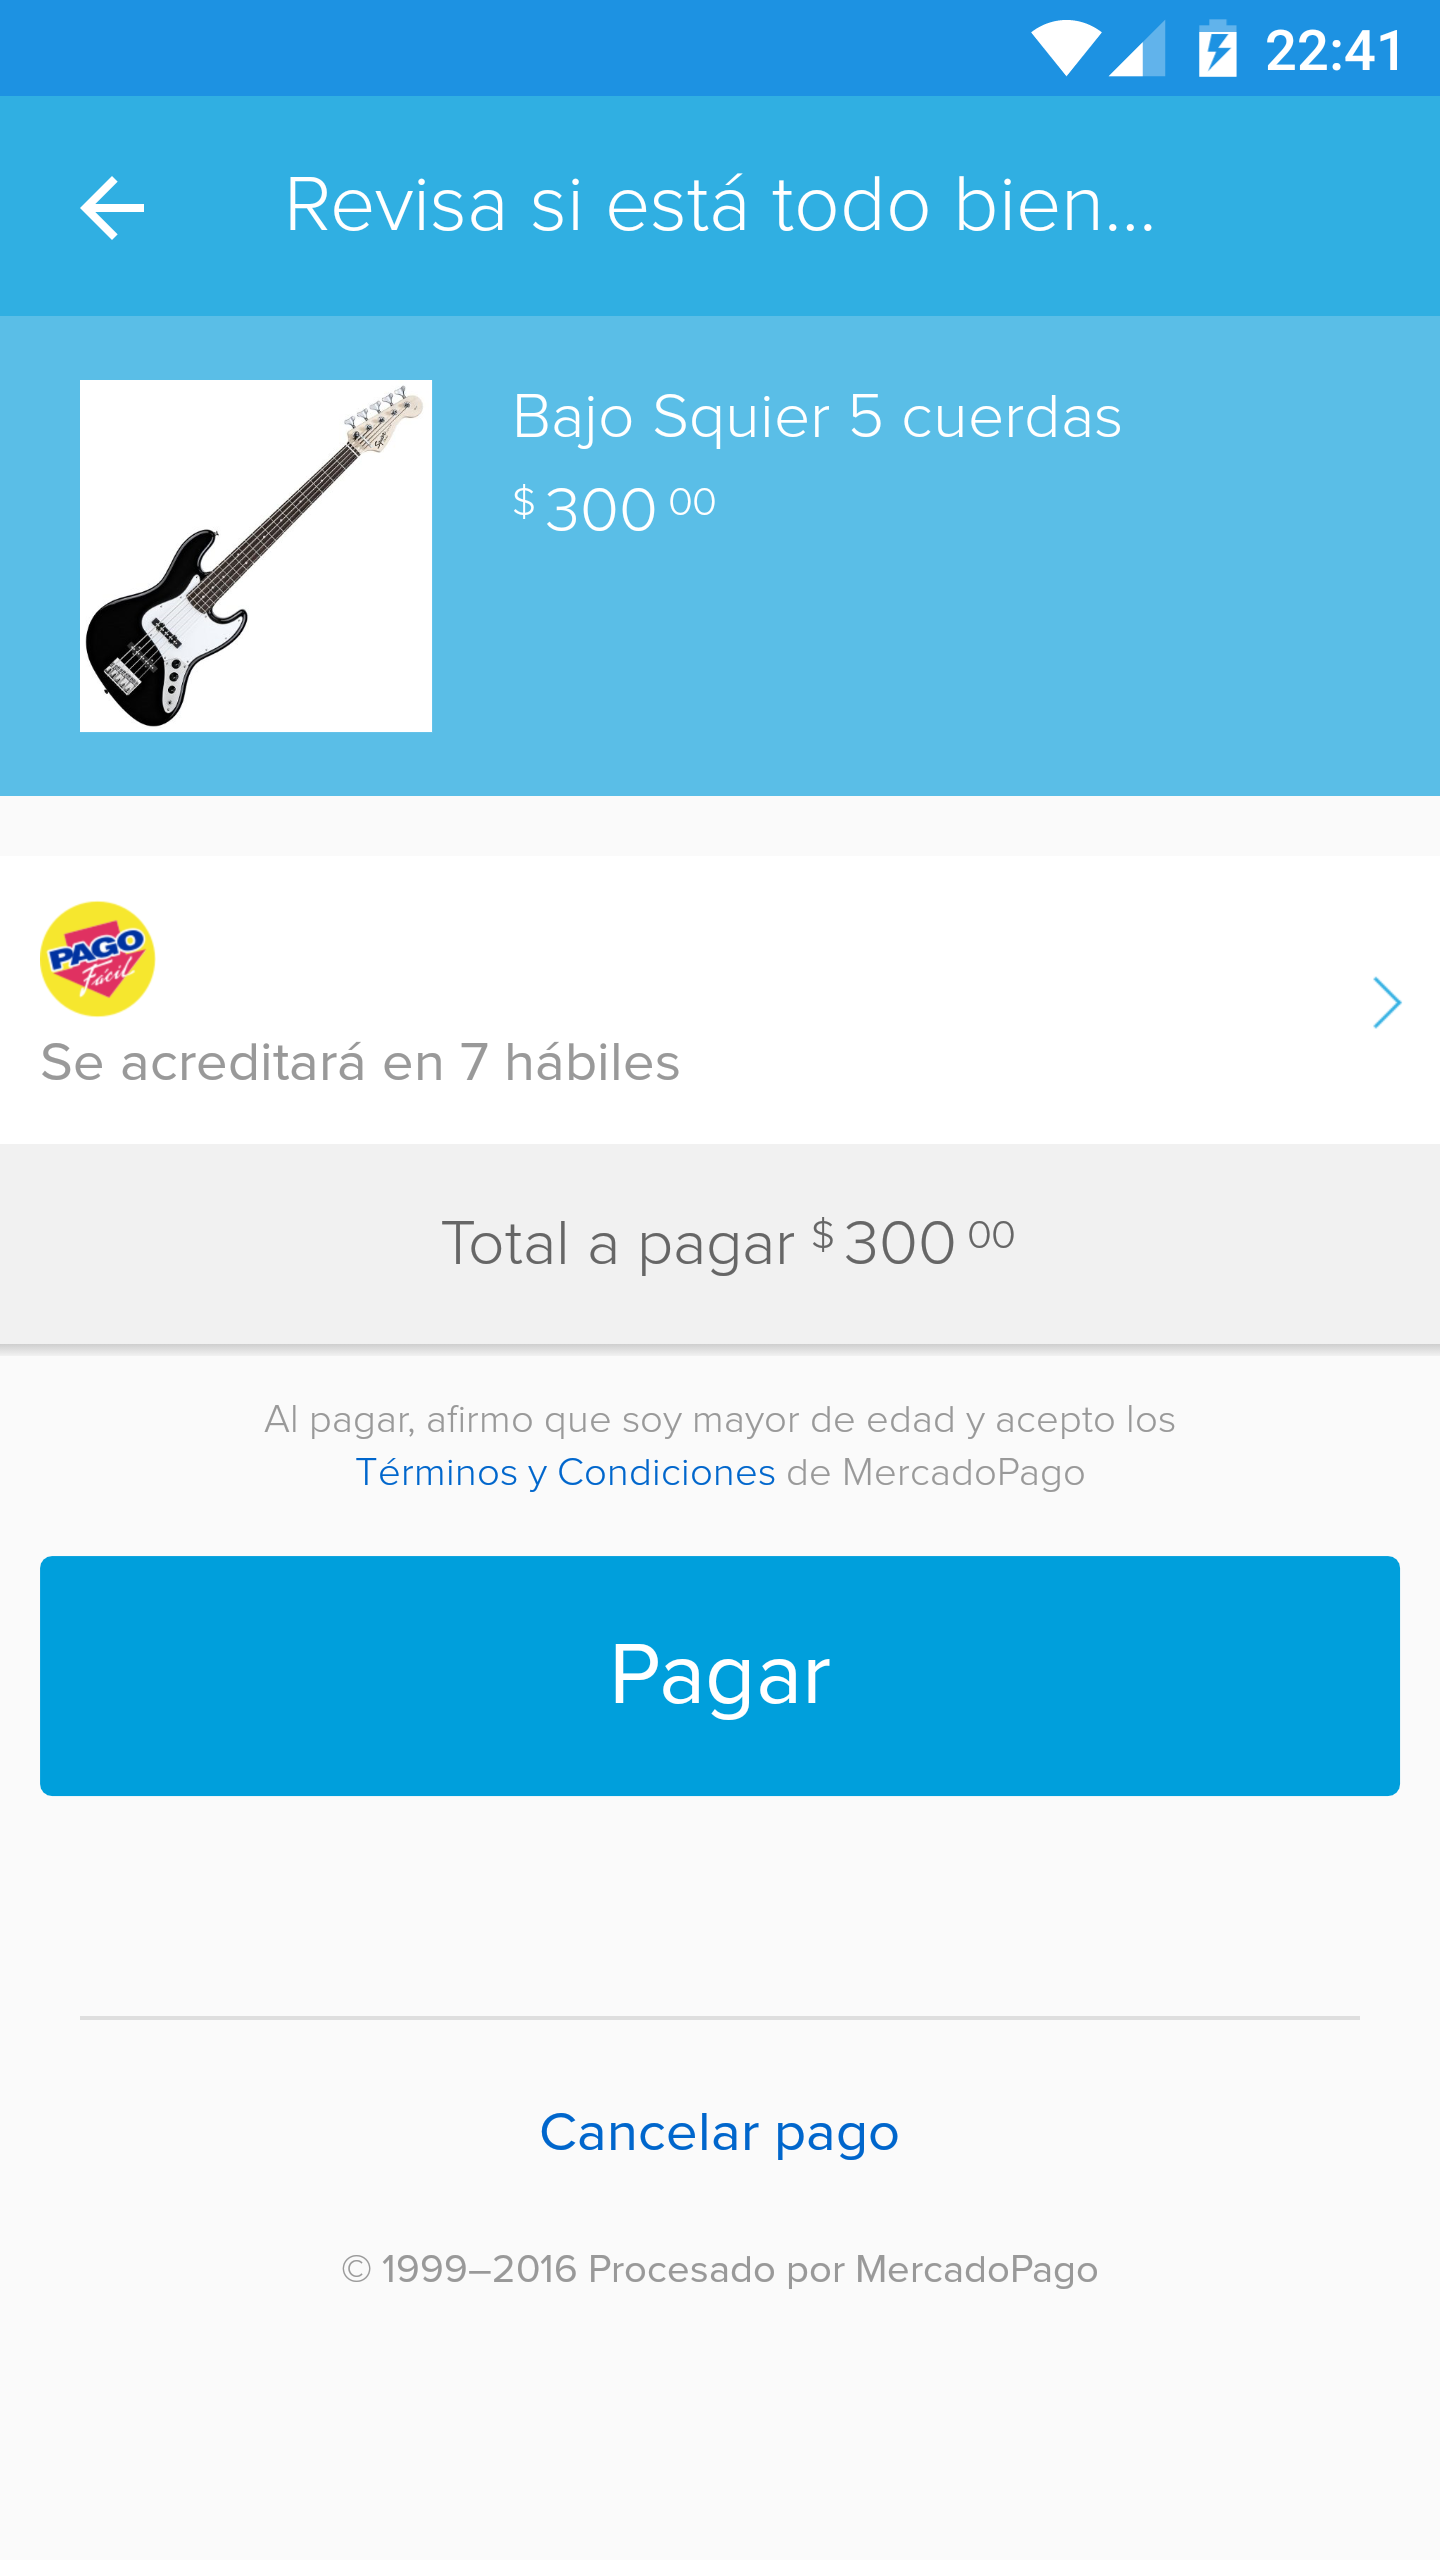 22:41
Revisa si está todo bien...
Bajo Squier 5 cuerdas
$ 300 00
PAGO
fácil
Se acreditará en 7 hábiles
Total a pagar $ 300 00
Al pagar, afirmo que soy mayor de edad y acepto los
Términos y Condiciones de MercadoPago
Pagar
Cancelar pago
© 1999–2016 Procesado por MercadoPago